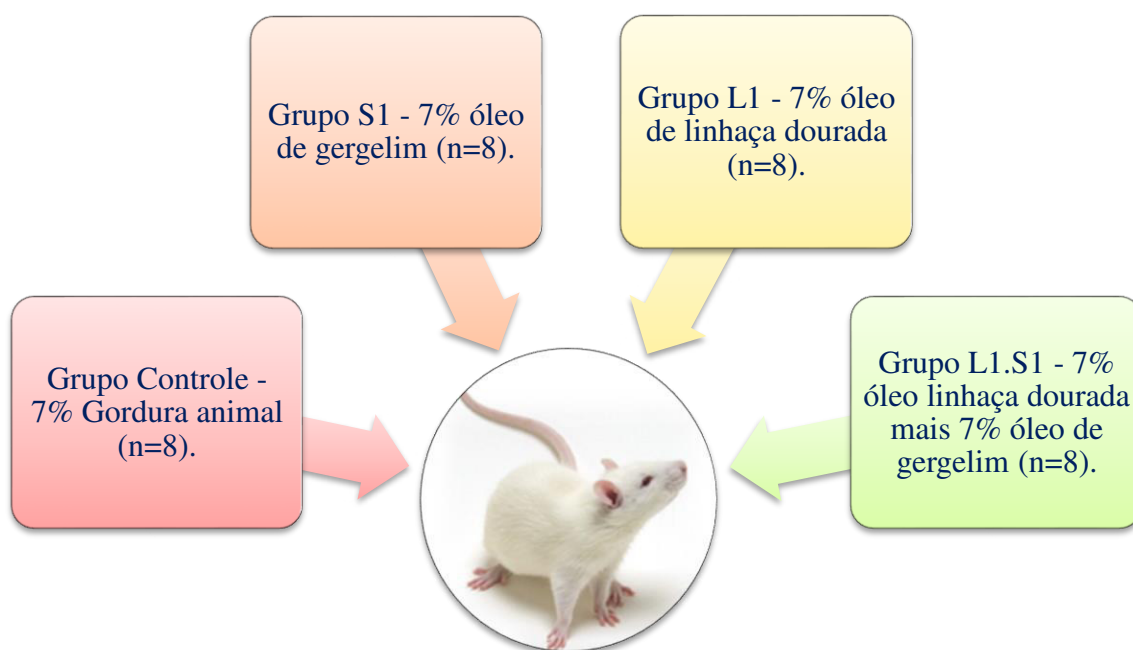 Grupo S1 - 7% óleo
de gergelim (n=8).
Grupo L1 - 7% óleo
de linhaça dourada
(n=8).
Grupo Controle -
7% Gordura animal
(n=8).
Grupo L1.S1 - 7%
óleo linhaça dourada
mais 7% óleo de
gergelim (n=8).